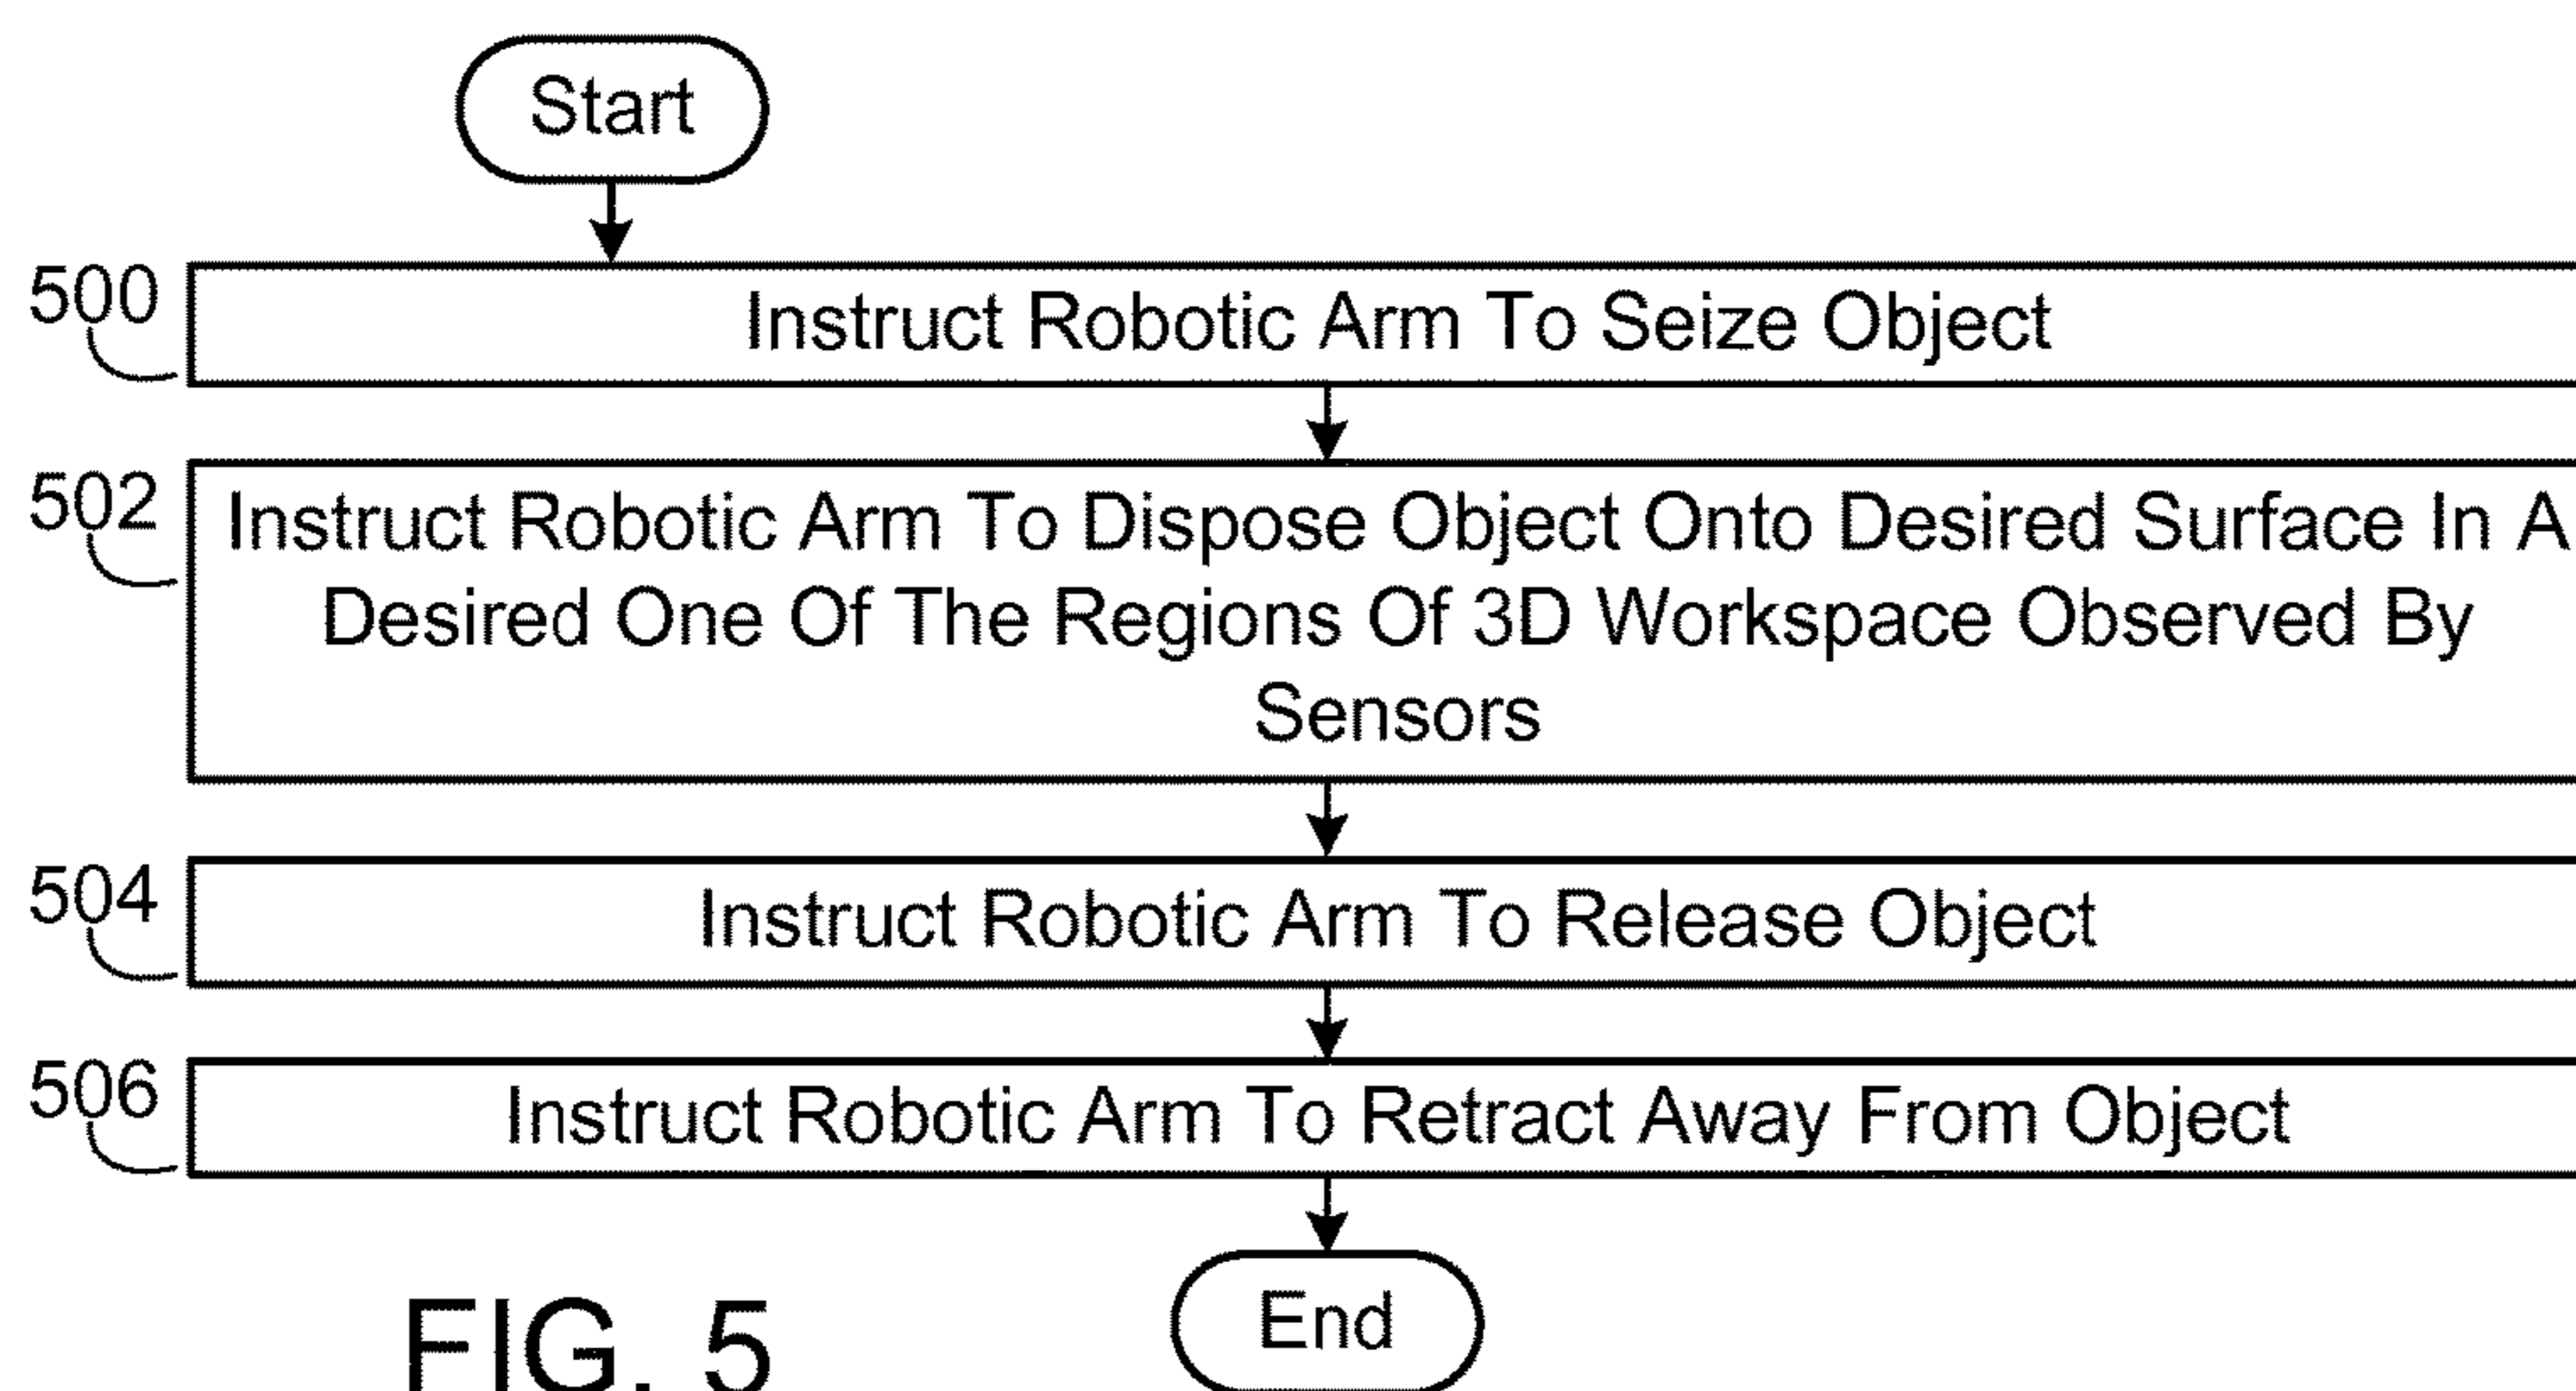 Start
500
Instruct Robotic Arm To Seize Object
502
Instruct Robotic Arm To Dispose Object Onto Desired Surface In A
Desired One Of The Regions Of 3D Workspace Observed By
Sensors
504
Instruct Robotic Arm To Release Object
506
Instruct Robotic Arm To Retract Away From Object
End
FIG. 5